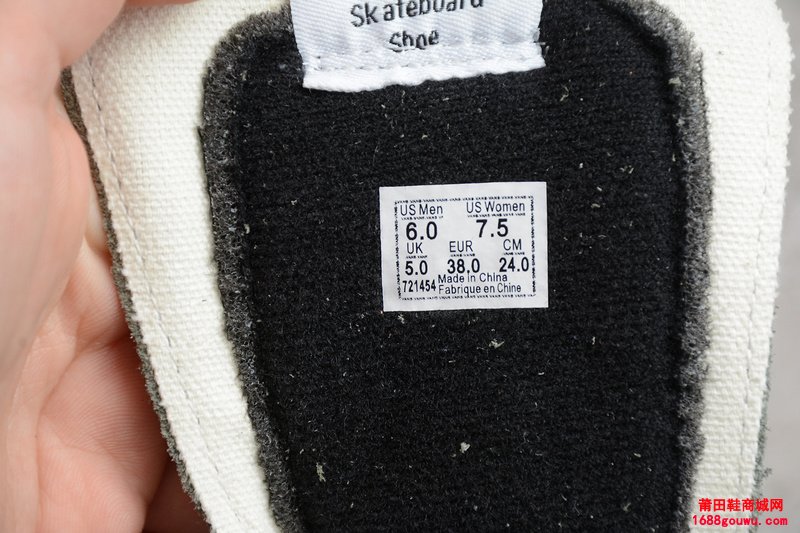 Skateboard
Shoe
US Men US Women
6.0 7.5
UK EUR CM
5.0 38.0 24.0
721454 Made in China
Fabrique en Chine
莆田鞋商城网
1688gouwu.com